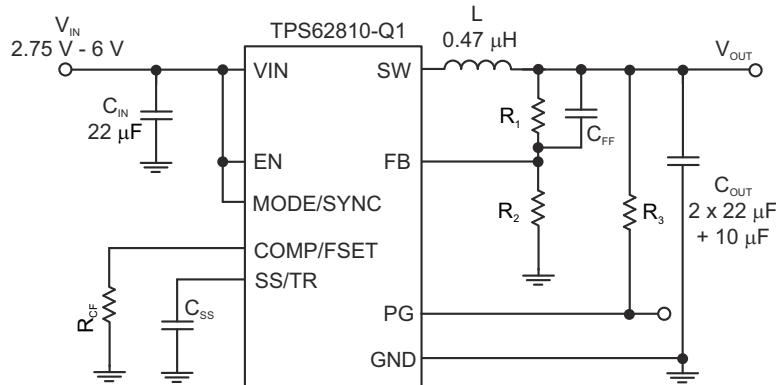 TPS62810-Q1
V_IN
2.75 V - 6 V
L
0.47 μH
V_OUT
VIN
SW
C_IN
22 μF
R_1
C_FF
EN
FB
MODE/SYNC
R_2
R_3
C_OUT
2 x 22 μF
+ 10 μF
COMP/FSET
SS/TR
R_CF
C_SS
PG
GND